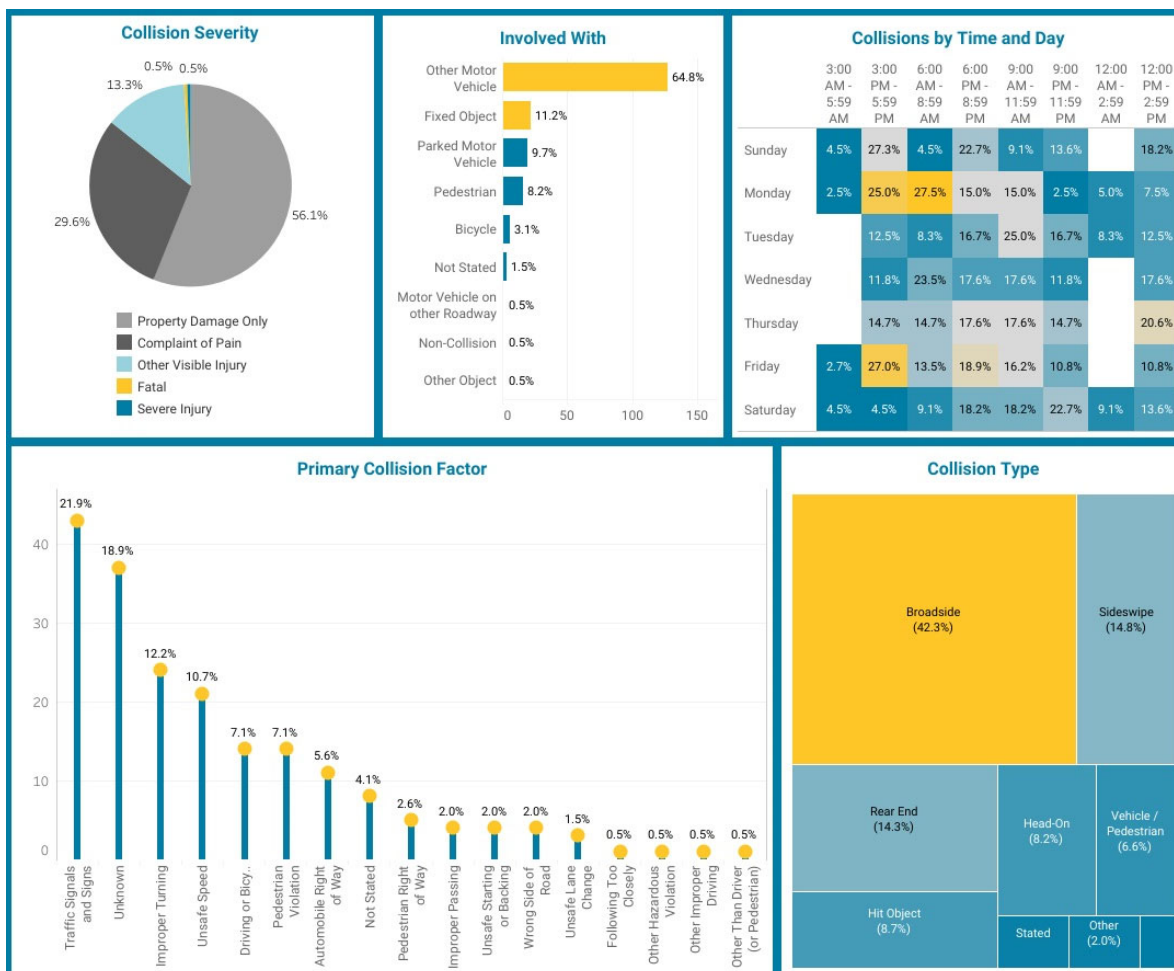 Collision Severity
0.5%
0.5%
13.3%
29.6%
56.1%
Property Damage Only
Complaint of Pain
Other Visible Injury
Fatal
Severe Injury
Involved With
Other Motor
Vehicle
64.8%
Fixed Object
11.2%
Parked Motor
Vehicle
9.7%
Pedestrian
8.2%
Bicycle
3.1%
Not Stated
1.5%
Motor Vehicle on
other Roadway
0.5%
Non-Collision
0.5%
Other Object
0.5%
0 50 100 150
Collisions by Time and Day
3:00 3:00 6:00 6:00 9:00 9:00 12:00 12:00
AM - PM - AM - PM - AM - PM - AM - PM -
5:59 5:59 8:59 8:59 11:59 11:59 2:59 2:59
AM PM AM PM AM PM AM PM
Sunday 4.5% 27.3% 4.5% 22.7% 9.1% 13.6% 18.2%
Monday 2.5% 25.0% 27.5% 15.0% 15.0% 2.5% 5.0% 7.5%
Tuesday 12.5% 8.3% 16.7% 25.0% 16.7% 8.3% 12.5%
Wednesday 11.8% 23.5% 17.6% 17.6% 11.8% 17.6%
Thursday 14.7% 14.7% 17.6% 17.6% 14.7% 20.6%
Friday 2.7% 27.0% 13.5% 18.9% 16.2% 10.8% 10.8%
Saturday 4.5% 4.5% 9.1% 18.2% 18.2% 22.7% 9.1% 13.6%
Primary Collision Factor
40
30
20
10
0
21.9%
18.9%
12.2%
10.7%
7.1%
7.1%
5.6%
4.1%
2.6%
2.0%
2.0%
2.0%
1.5%
0.5%
0.5%
0.5%
0.5%
Traffic Signals
and Signs
Unknown
Improper Turning
Unsafe Speed
Driving or Bicy..
Pedestrian
Violation
Automobile Right
of Way
Not Stated
Pedestrian Right
of Way
Improper Passing
Unsafe Starting
or Backing
Wrong Side of
Road
Unsafe Lane
Change
Following Too
Closely
Other Hazardous
Violation
Other Improper
Driving
Other Than Driver
(or Pedestrian)
Collision Type
Broadside
(42.3%)
Sideswipe
(14.8%)
Rear End
(14.3%)
Head-On
(8.2%)
Vehicle /
Pedestrian
(6.6%)
Hit Object
(8.7%)
Stated
Other
(2.0%)